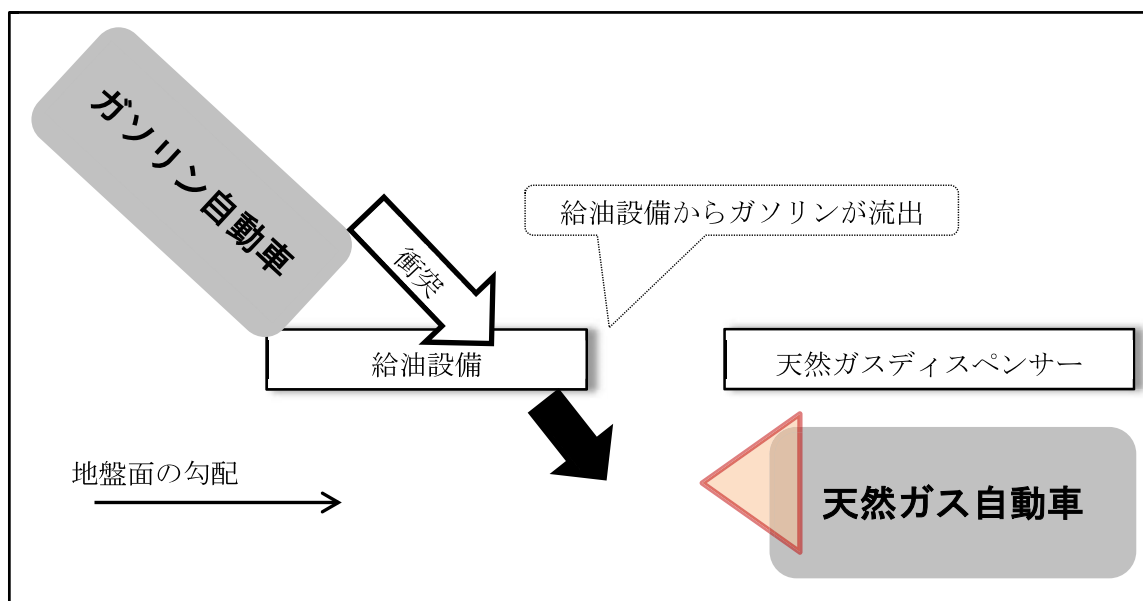 ガソリン自動車
衝突
給油設備からガソリンが流出
給油設備
天然ガスディスペンサー
地盤面の勾配
天然ガス自動車